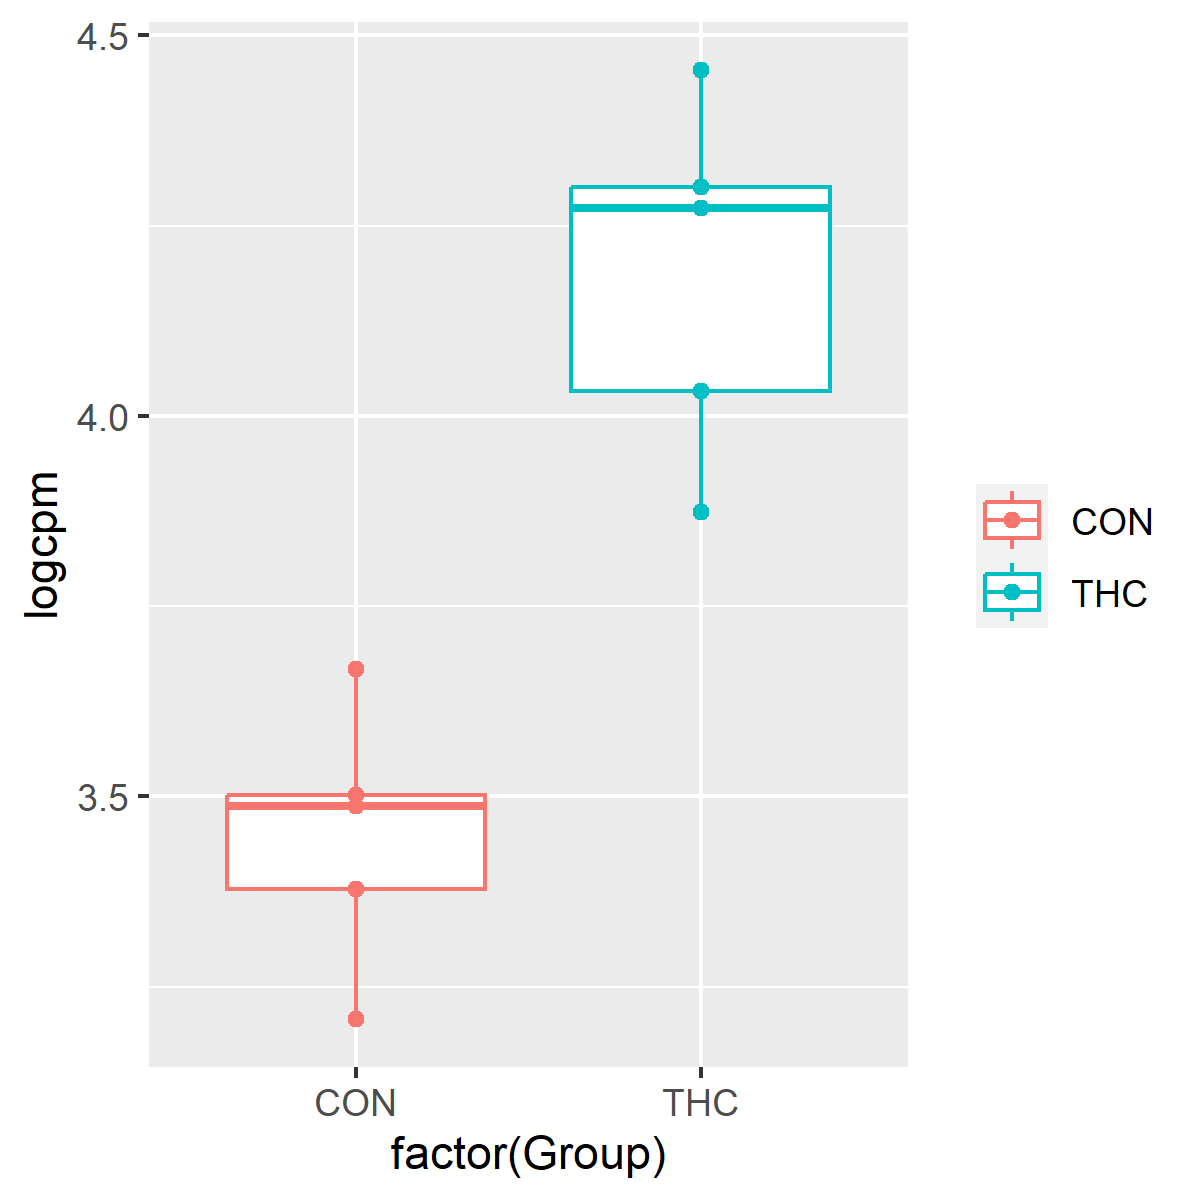 4.5
4.0
3.5
logcpm
CON
THC
factor(Group)
CON
THC